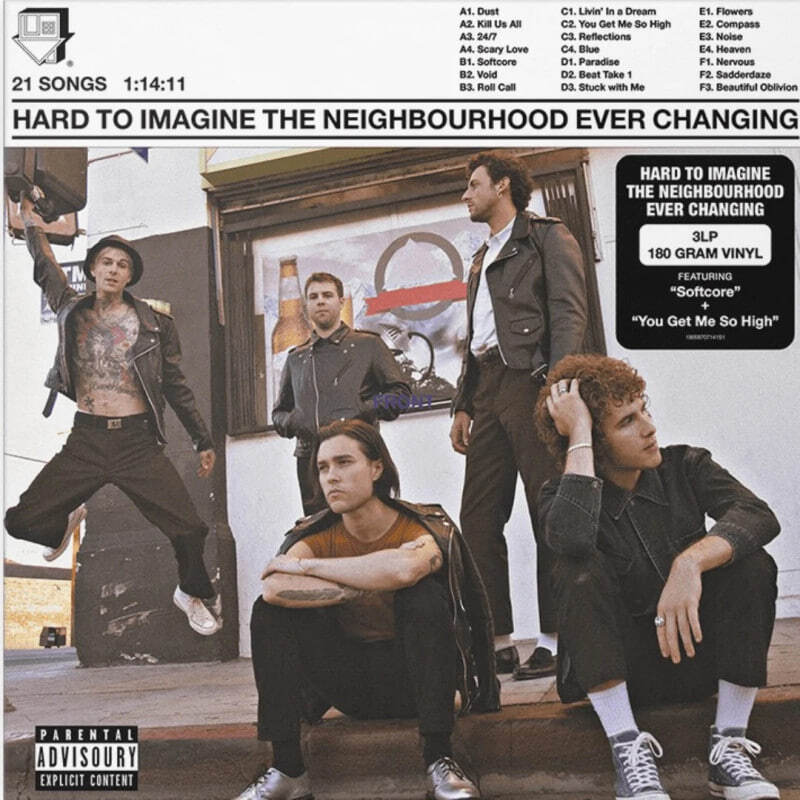 21 SONGS 1:14:11
A1. Dust
A2. Kill Us All
A3. 24/7
A4. Scary Love
B1. Softcore
B2. Void
B3. Roll Call
C1. Livin' In a Dream
C2. You Get Me So High
C3. Reflections
C4. Blue
D1. Paradise
D2. Beat Take 1
D3. Stuck with Me
E1. Flowers
E2. Compass
E3. Noise
E4. Heaven
F1. Nervous
F2. Sadderdaze
F3. Beautiful Oblivion
HARD TO IMAGINE THE NEIGHBOURHOOD EVER CHANGING
HARD TO IMAGINE
THE NEIGHBOURHOOD
EVER CHANGING
3LP
180 GRAM VINYL
FEATURING
"Softcore"
+
"You Get Me So High"
FRONT
PARENTAL
ADVISOURY
EXPLICIT CONTENT